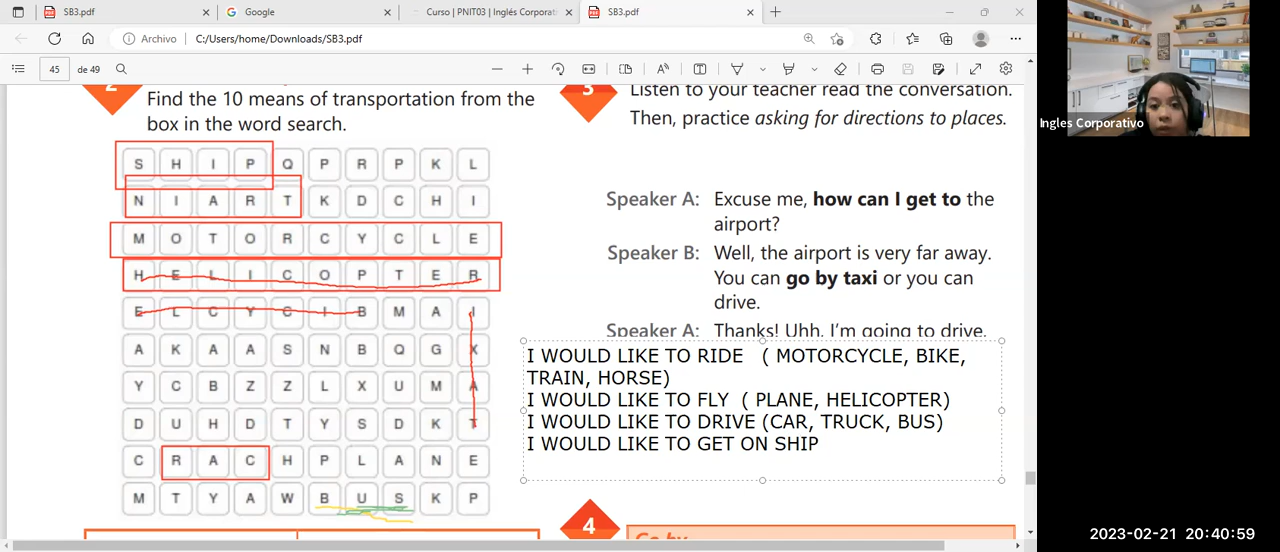 SB3.pdf
Google
Curso | PNIT03 | Inglés Corporati
SB3.pdf
Archivo C:/Users/home/Downloads/SB3.pdf
45 de 49
2
Find the 10 means of transportation from the
box in the word search.
S H I P Q P R P K L
N I A R T K D C H I
M O T O R C Y C L E
H E L I C O P T E R
E L C Y C I B M A I
A K A A S N B Q G X
Y C B Z Z L X U M A
D U H D T Y S D K T
C R A C H P L A N E
M T Y A W B U S K P
3
Listen to your teacher read the conversation.
Then, practice asking for directions to places.
Speaker A: Excuse me, how can I get to the
airport?
Speaker B: Well, the airport is very far away.
You can go by taxi or you can
drive.
Speaker A: Thanks! Uhh, I'm going to drive.
I WOULD LIKE TO RIDE ( MOTORCYCLE, BIKE,
TRAIN, HORSE)
I WOULD LIKE TO FLY ( PLANE, HELICOPTER)
I WOULD LIKE TO DRIVE (CAR, TRUCK, BUS)
I WOULD LIKE TO GET ON SHIP
4
Go by
Ingles Corporativo
2023-02-21 20:40:59